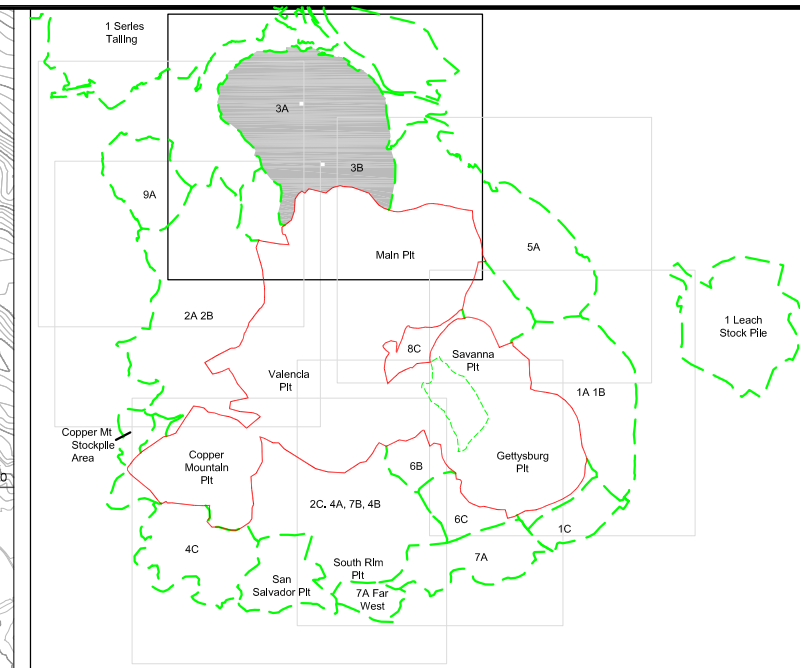 1 Series
Tailing
3A
3B
9A
5A
Main Pit
2A 2B
1 Leach
Stock Pile
8C
Savanna
Pit
Valencia
Pit
1A 1B
Copper Mt
Stockpile
Area
Copper
Mountain
Pit
6B
Gettysburg
Pit
2C, 4A, 7B, 4B
6C
1C
4C
7A
South Rim
Pit
San
Salvador Pit
7A Far
West